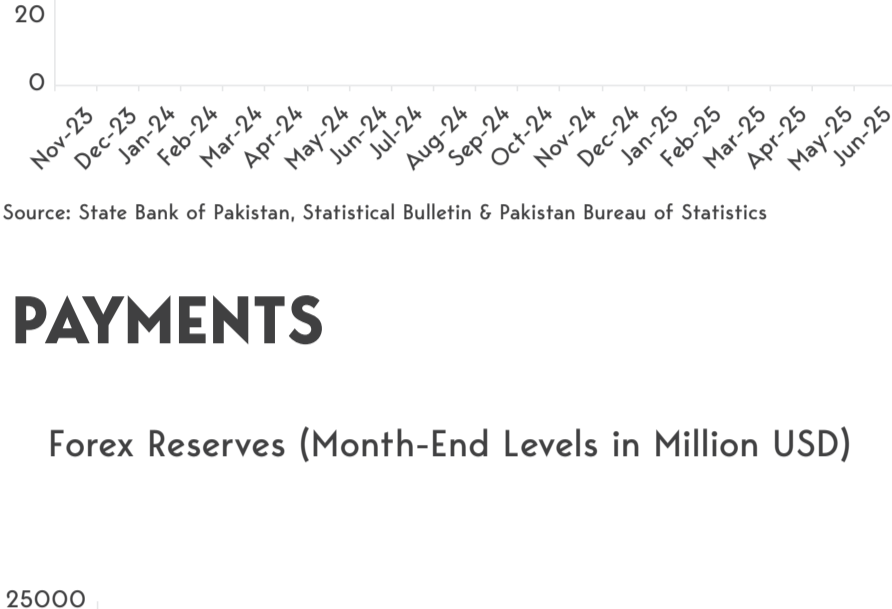 20
0
Nov-23 Dec-23 Jan-24 Feb-24 Mar-24 Apr-24 May-24 Jun-24 Jul-24 Aug-24 Sep-24 Oct-24 Nov-24 Dec-24 Jan-25 Feb-25 Mar-25 Apr-25 May-25 Jun-25
Source: State Bank of Pakistan, Statistical Bulletin & Pakistan Bureau of Statistics
PAYMENTS
Forex Reserves (Month-End Levels in Million USD)
25000